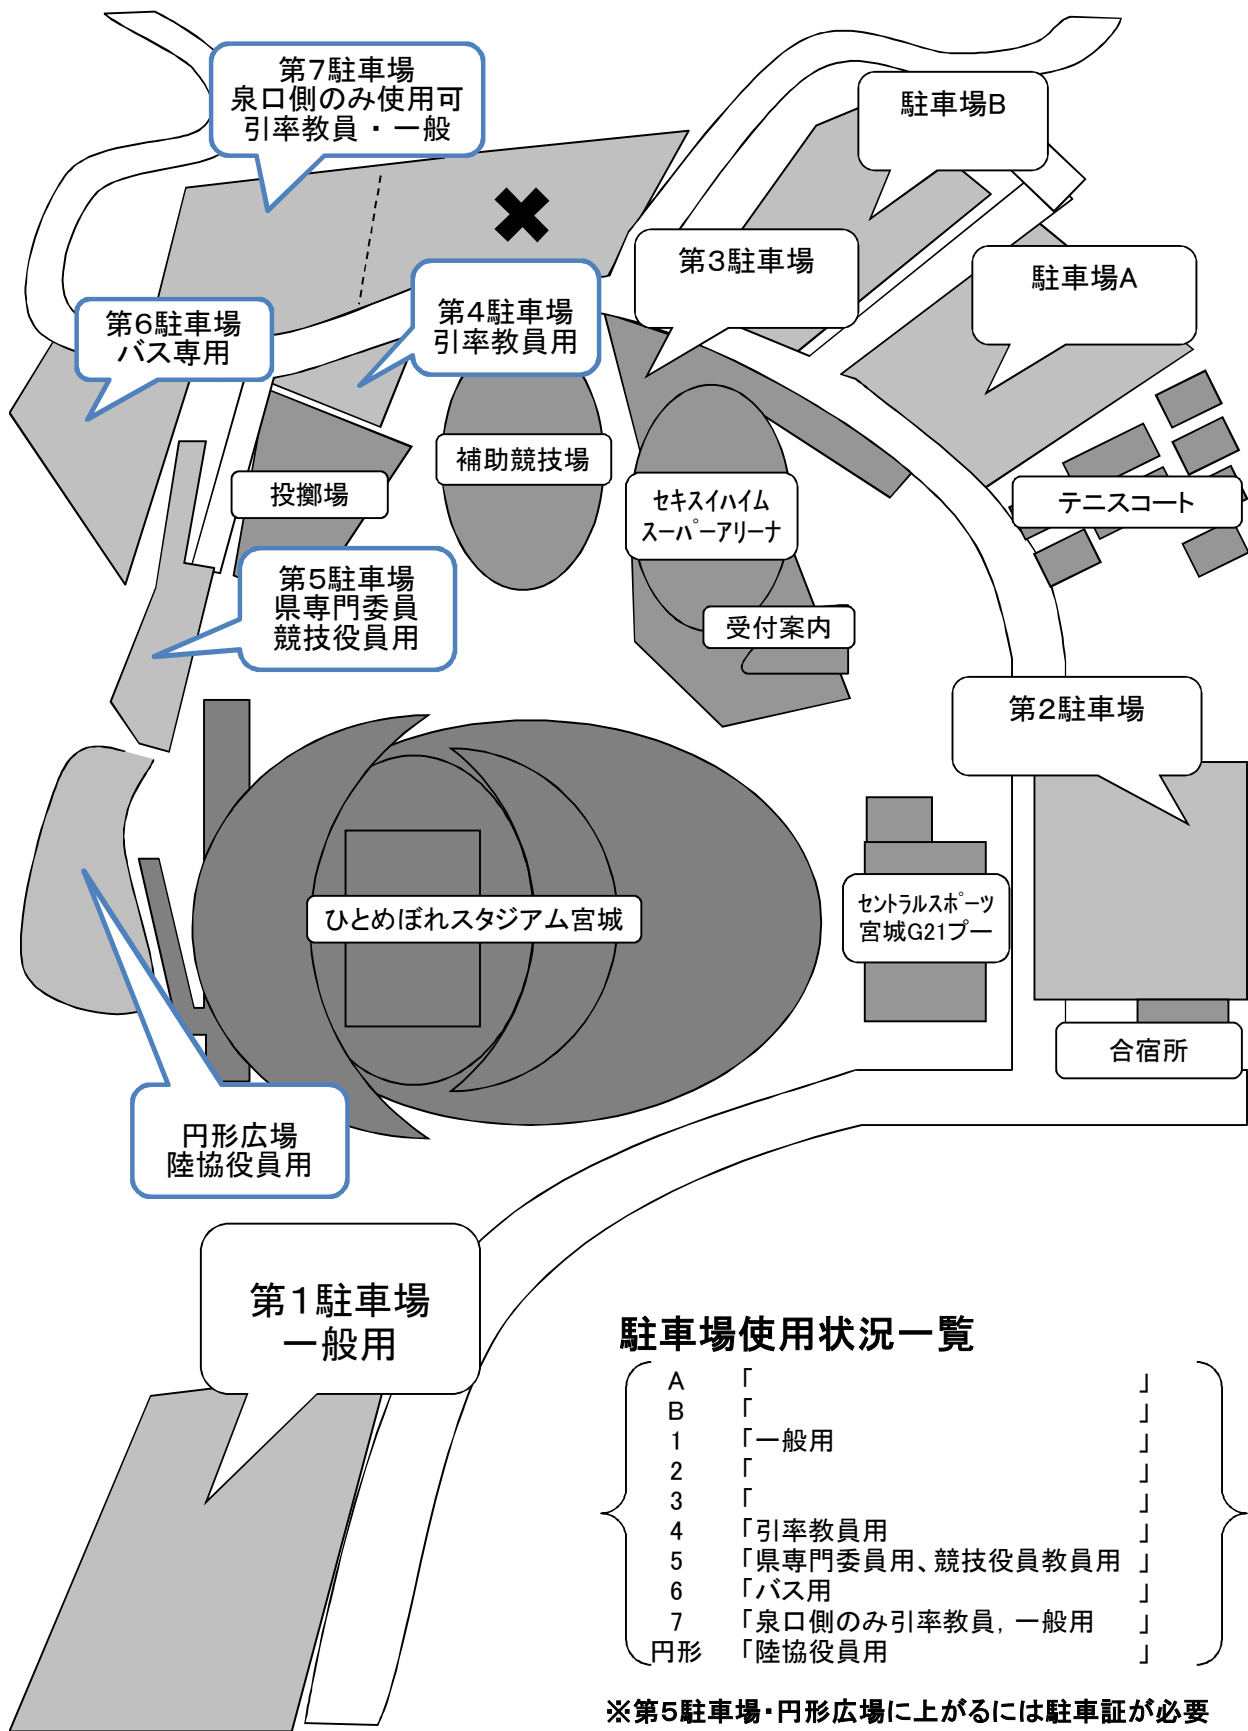 第7駐車場
泉口側のみ使用可
引率教員・一般
駐車場B
第3駐車場
駐車場A
第4駐車場
引率教員用
第6駐車場
バス専用
補助競技場
投擲場
セキスイハイム
スーパーアリーナ
テニスコート
第5駐車場
県専門委員
競技役員用
受付案内
第2駐車場
ひとめぼれスタジアム宮城
セントラルスポーツ
宮城G21プー
合宿所
円形広場
陸協役員用
第1駐車場
一般用
駐車場使用状況一覧
A 「 」
B 「 」
1 「一般用 」
2 「 」
3 「 」
4 「引率教員用 」
5 「県専門委員用、競技役員教員用 」
6 「バス用 」
7 「泉口側のみ引率教員,一般用 」
円形 「陸協役員用 」
※第5駐車場・円形広場に上がるには駐車証が必要